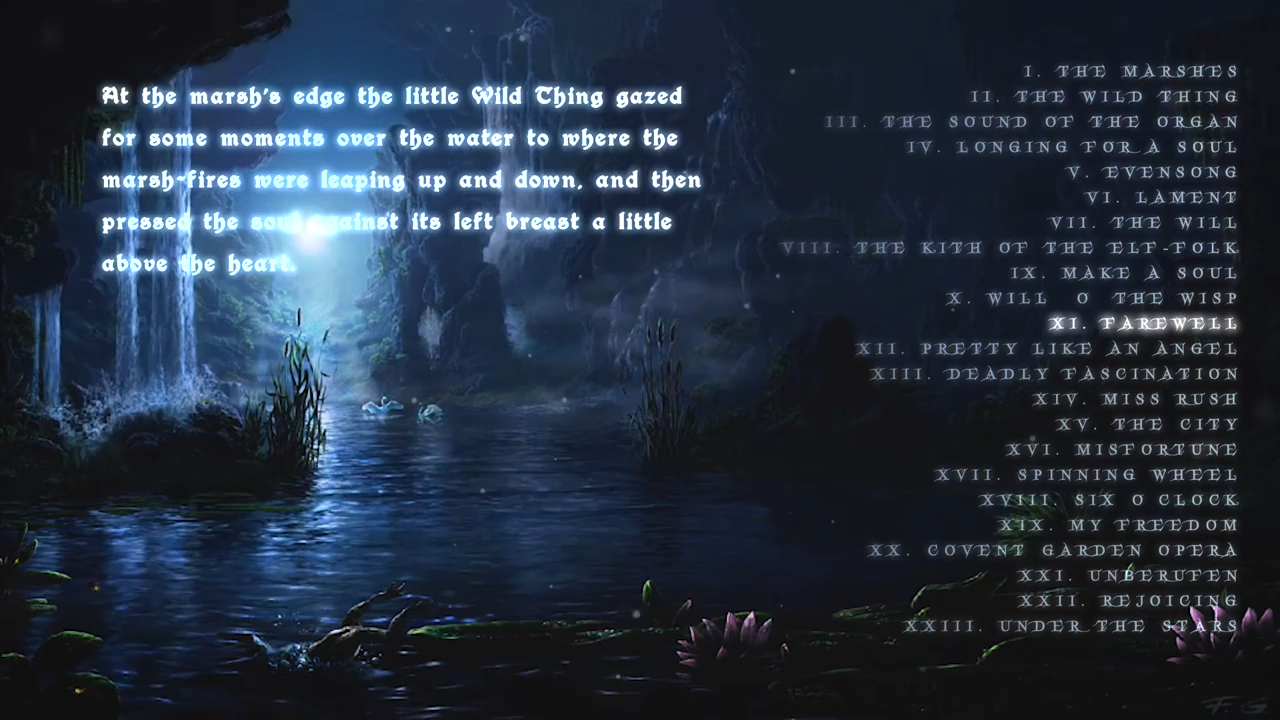 At the marsh's edge the little Wild Thing gazed
for some moments over the water to where the
marsh-fires were leaping up and down, and then
pressed the soul against its left breast a little
above the heart.
I. THE MARSHES
II. THE WILD THING
III. THE SOUND OF THE ORGAN
IV. LONGING FOR A SOUL
V. EVENSONG
VI. LAMENT
VII. THE WILL
VIII. THE KITH OF THE ELF-FOLK
IX. MAKE A SOUL
X. WILL O THE WISP
XI. FAREWELL
XII. PRETTY LIKE AN ANGEL
XIII. DEADLY FASCINATION
XIV. MISS RUSH
XV. THE CITY
XVI. MISFORTUNE
XVII. SPINNING WHEEL
XVIII. SIX O CLOCK
XIX. MY FREEDOM
XX. COVENT GARDEN OPERA
XXI. UNBERUFEN
XXII. REJOICING
XXIII. UNDER THE STARS
F G